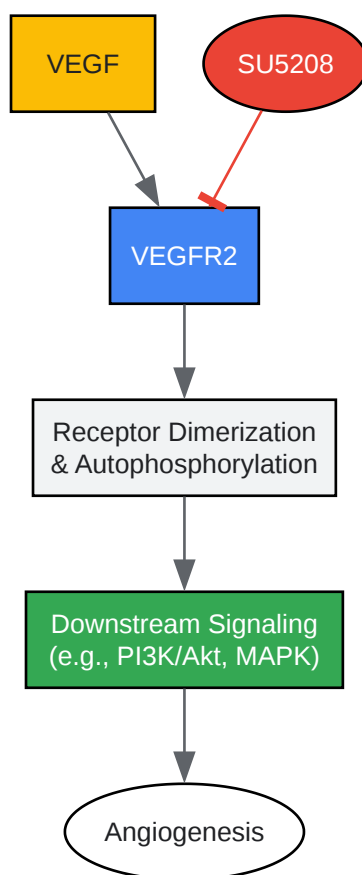 VEGF
SU5208
VEGFR2
Receptor Dimerization
& Autophosphorylation
Downstream Signaling
(e.g., PI3K/Akt, MAPK)
Angiogenesis